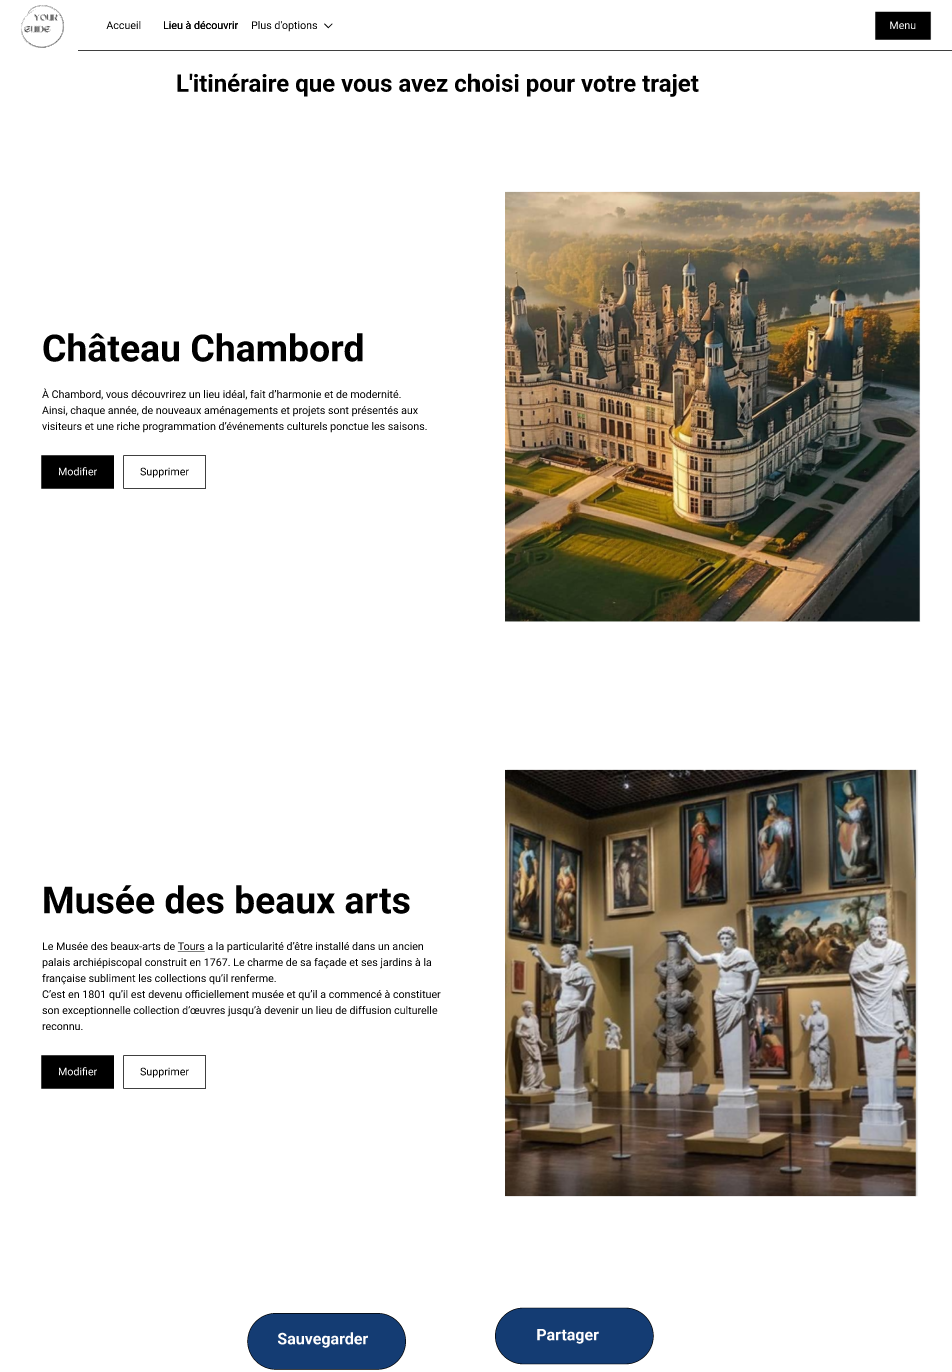 YOUR
GUIDE
Accueil Lieu à découvrir Plus d'options Menu
L'itinéraire que vous avez choisi pour votre trajet
Château Chambord
À Chambord, vous découvrirez un lieu idéal, fait d'harmonie et de modernité.
Ainsi, chaque année, de nouveaux aménagements et projets sont présentés aux
visiteurs et une riche programmation d'événements culturels ponctue les saisons.
Modifier Supprimer
Musée des beaux arts
Le Musée des beaux-arts de Tours a la particularité d'être installé dans un ancien
palais archiépiscopal construit en 1767. Le charme de sa façade et ses jardins à la
française subliment les collections qu'il renferme.
C'est en 1801 qu'il est devenu officiellement musée et qu'il a commencé à constituer
son exceptionnelle collection d'œuvres jusqu'à devenir un lieu de diffusion culturelle
reconnu.
Modifier Supprimer
Sauvegarder Partager